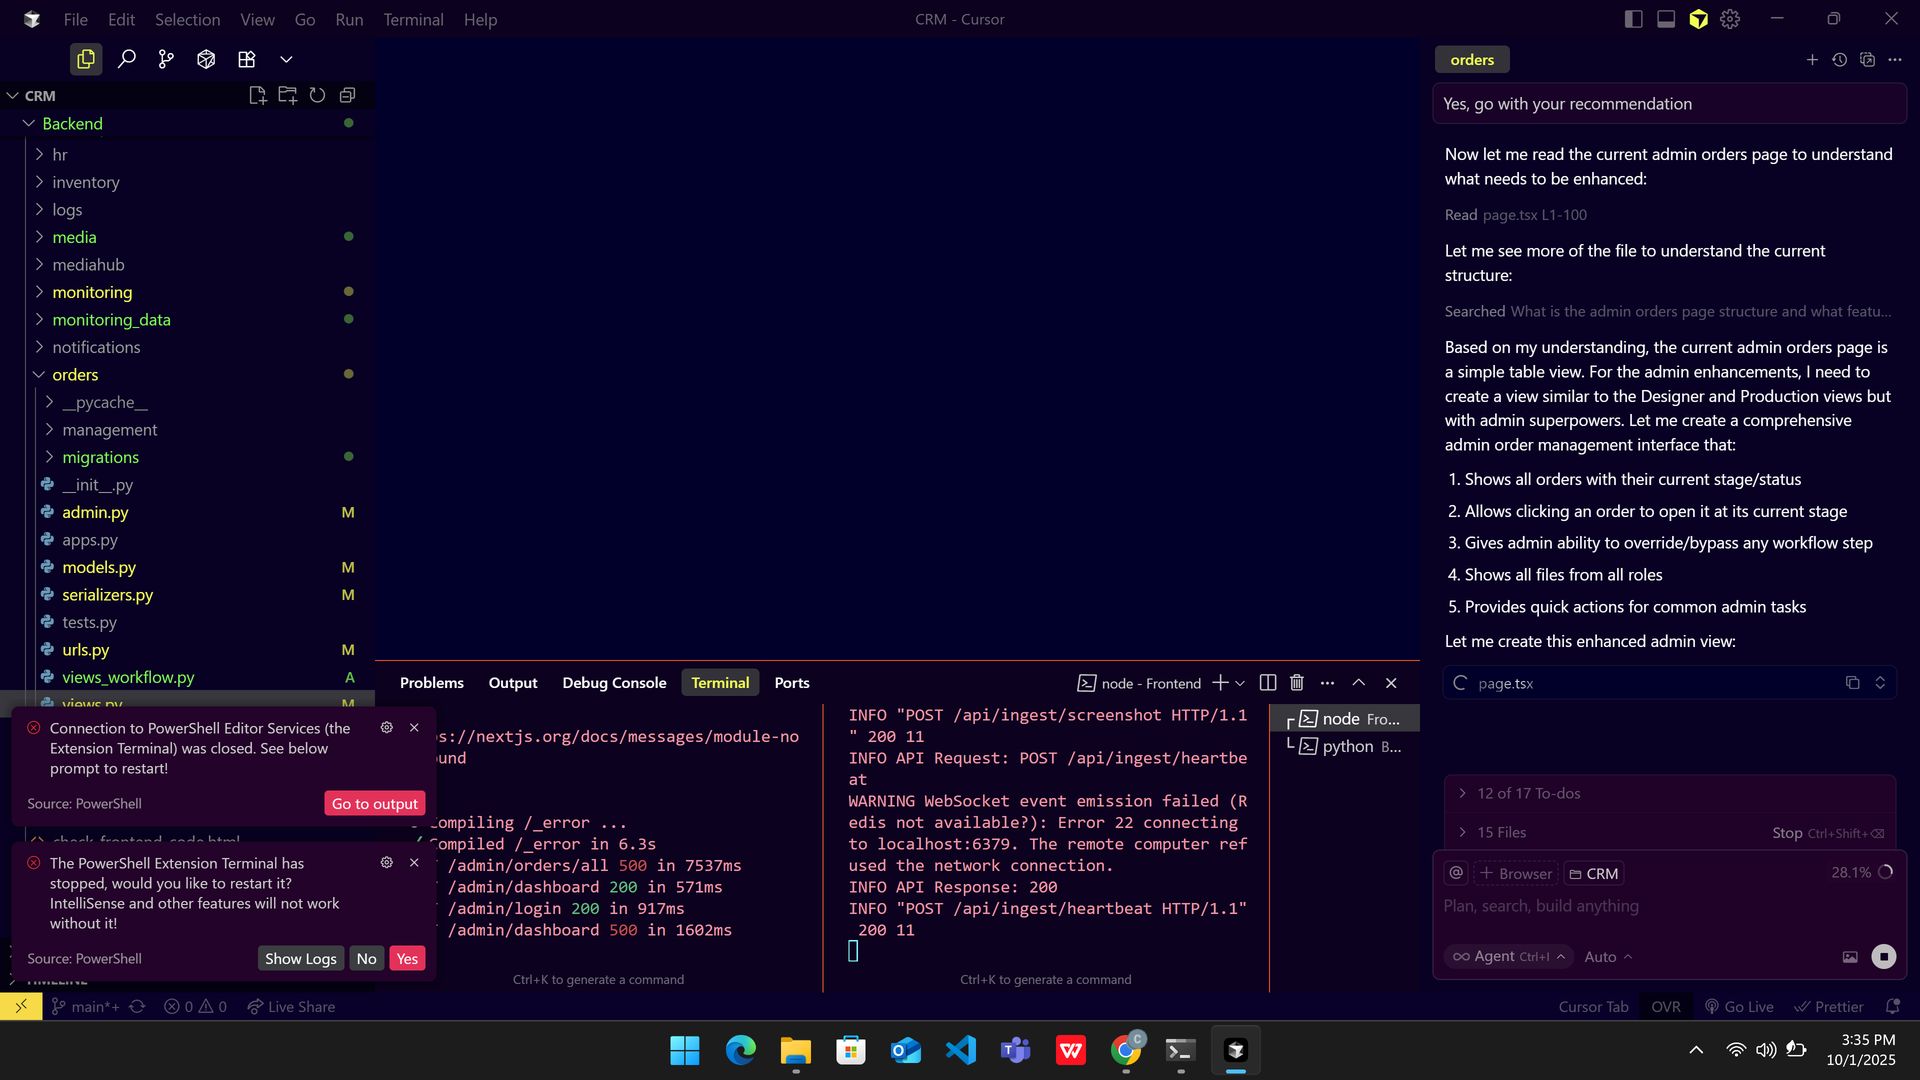 File Edit Selection View Go Run Terminal Help
CRM - Cursor
CRM
Backend
hr
inventory
logs
media
mediahub
monitoring
monitoring_data
notifications
orders
__pycache__
management
migrations
__init__.py
admin.py M
apps.py
models.py M
serializers.py M
tests.py
urls.py M
views_workflow.py A
views.py M
Connection to PowerShell Editor Services (the
Extension Terminal) was closed. See below
prompt to restart!
Source: PowerShell
Go to output
check_frontend_code.html
The PowerShell Extension Terminal has
stopped, would you like to restart it?
IntelliSense and other features will not work
without it!
Source: PowerShell
Show Logs No Yes
TIMELINE
Problems Output Debug Console Terminal Ports
node - Frontend
ps://nextjs.org/docs/messages/module-no
ound
Compiling /_error ...
Compiled /_error in 6.3s
/admin/orders/all 500 in 7537ms
/admin/dashboard 200 in 571ms
/admin/login 200 in 917ms
/admin/dashboard 500 in 1602ms
Ctrl+K to generate a command
INFO "POST /api/ingest/screenshot HTTP/1.1
" 200 11
INFO API Request: POST /api/ingest/heartbe
at
WARNING WebSocket event emission failed (R
edis not available?): Error 22 connecting
to localhost:6379. The remote computer ref
used the network connection.
INFO API Response: 200
INFO "POST /api/ingest/heartbeat HTTP/1.1"
200 11
Ctrl+K to generate a command
node Fro...
python B...
orders
Yes, go with your recommendation
Now let me read the current admin orders page to understand
what needs to be enhanced:
Read page.tsx L1-100
Let me see more of the file to understand the current
structure:
Searched What is the admin orders page structure and what featu...
Based on my understanding, the current admin orders page is
a simple table view. For the admin enhancements, I need to
create a view similar to the Designer and Production views but
with admin superpowers. Let me create a comprehensive
admin order management interface that:
1. Shows all orders with their current stage/status
2. Allows clicking an order to open it at its current stage
3. Gives admin ability to override/bypass any workflow step
4. Shows all files from all roles
5. Provides quick actions for common admin tasks
Let me create this enhanced admin view:
page.tsx
12 of 17 To-dos
15 Files
Stop Ctrl+Shift+⌫
@ + Browser CRM
28.1%
Plan, search, build anything
∞ Agent Ctrl+I Auto
main*+ 0 0 Live Share
Cursor Tab OVR Go Live Prettier
C
3:35 PM
10/1/2025